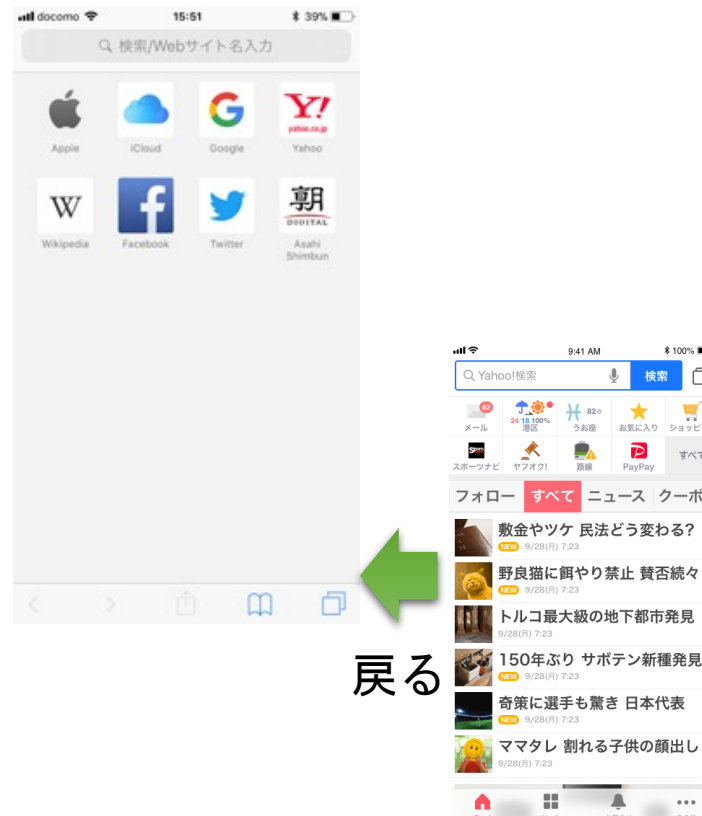 docomo 15:51 39%
検索/Webサイト名入力
Y!
yahoo.co.jp
Apple iCloud Google Yahoo
W
朝
DIGITAL
Wikipedia Facebook Twitter Asahi Shimbun
戻る
9:41 AM 100%
Yahoo!検索 検索
82
24/18 100% 82点
メール 港区 うお座 お気に入り ショッピ
スポーツナビ ヤフオク! 路線 PayPay すべて
フォロー すべて ニュース クーポ
敷金やツケ 民法どう変わる?
NEW 9/28(月) 7:23
野良猫に餌やり禁止 賛否続々
NEW 9/28(月) 7:23
トルコ最大級の地下都市発見
9/28(月) 7:23
150年ぶり サボテン新種発見
NEW 9/28(月) 7:23
奇策に選手も驚き 日本代表
NEW 9/28(月) 7:23
ママタレ 割れる子供の顔出し
9/28(月) 7:23